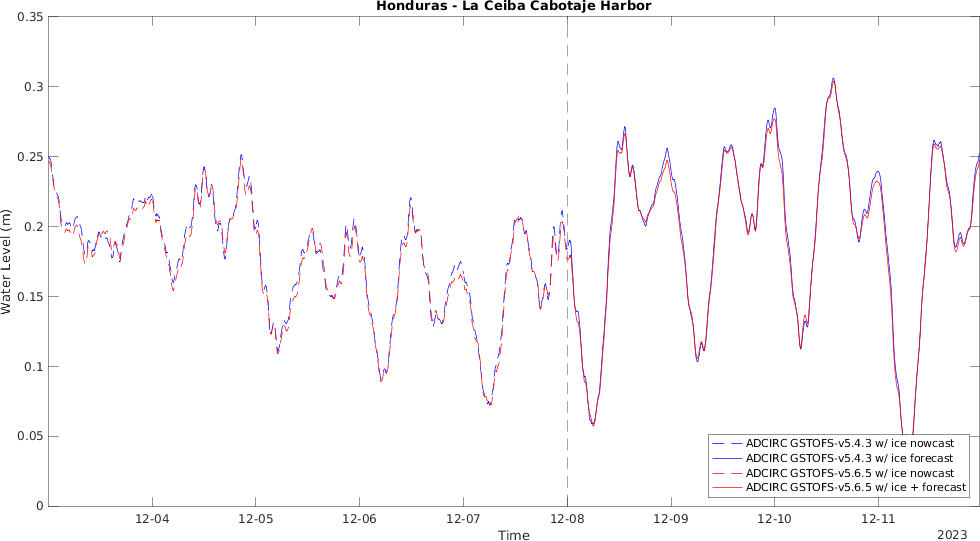 Honduras - La Ceiba Cabotaje Harbor
0.35
0.3
0.25
0.2
0.15
0.1
0.05
0
Water Level (m)
12-04
12-05
12-06
12-07
12-08
12-09
12-10
12-11
Time
2023
ADCIRC GSTOFS-v5.4.3 w/ ice nowcast
ADCIRC GSTOFS-v5.4.3 w/ ice forecast
ADCIRC GSTOFS-v5.6.5 w/ ice nowcast
ADCIRC GSTOFS-v5.6.5 w/ ice + forecast